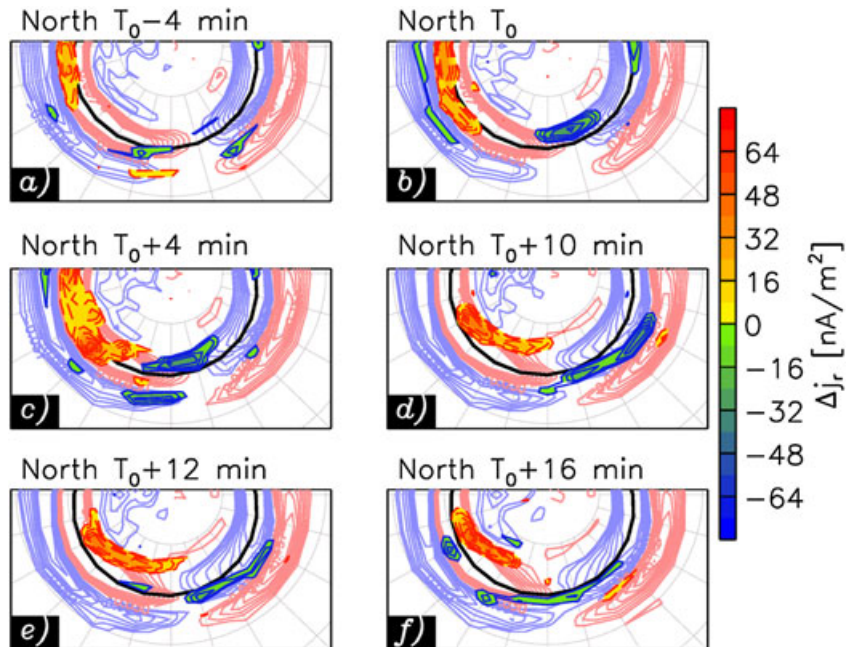 North T₀−4 min
North T₀
a)
b)
North T₀+4 min
North T₀+10 min
c)
d)
North T₀+12 min
North T₀+16 min
e)
f)
64
48
32
16
0
−16
−32
−48
−64
Δjᵣ [nA/m²]